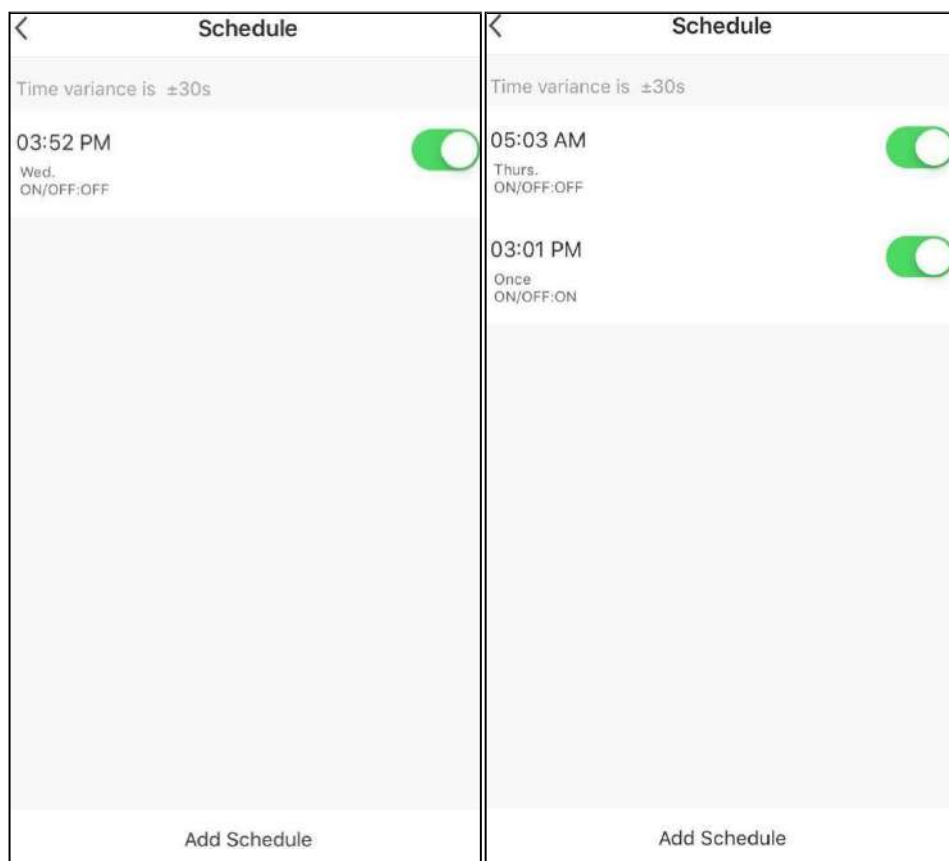 Schedule
Time variance is ±30s
03:52 PM
Wed.
ON/OFF:OFF
Add Schedule
Schedule
Time variance is ±30s
05:03 AM
Thurs.
ON/OFF:OFF
03:01 PM
Once
ON/OFF:ON
Add Schedule